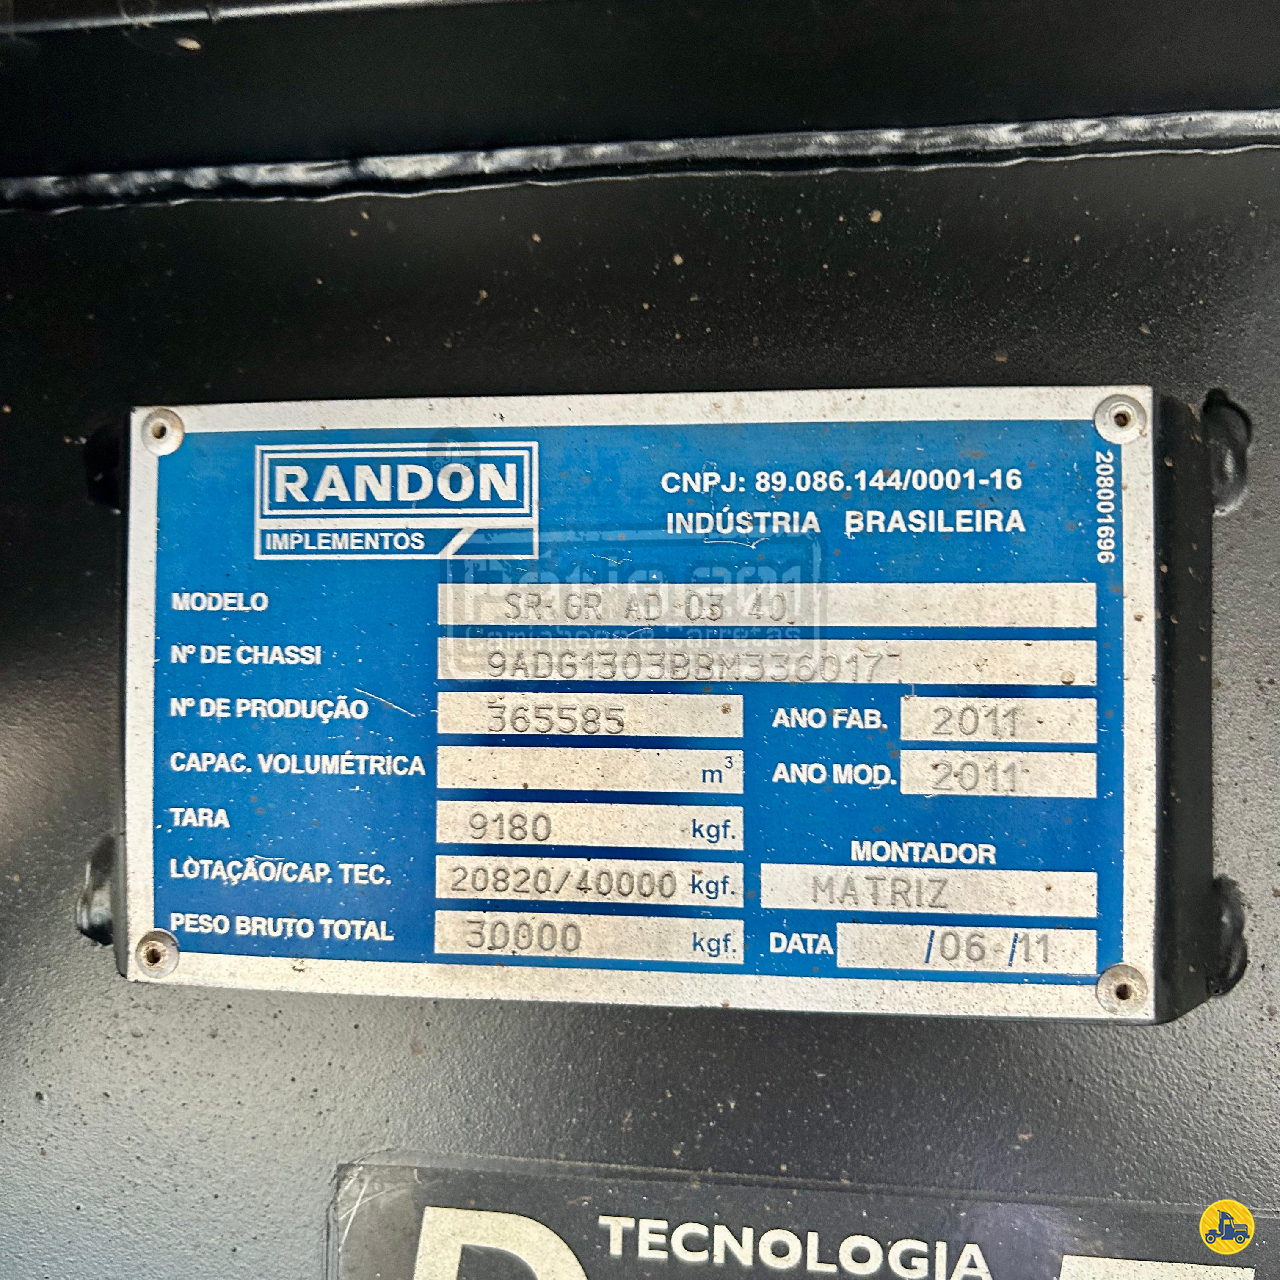 RANDON
IMPLEMENTOS
CNPJ: 89.086.144/0001-16
INDÚSTRIA BRASILEIRA
208001696
MODELO SR GR AD 03 40
Nº DE CHASSI 9ADG1303BBM336017
Nº DE PRODUÇÃO 365585 ANO FAB. 2011
CAPAC. VOLUMÉTRICA m³ ANO MOD. 2011
TARA 9180 kgf.
LOTAÇÃO/CAP. TEC. 20820/40000 kgf.
MONTADOR
MATRIZ
PESO BRUTO TOTAL 30000 kgf. DATA /06-/11
Camiahooo e Carretas
TECNOLOGIA